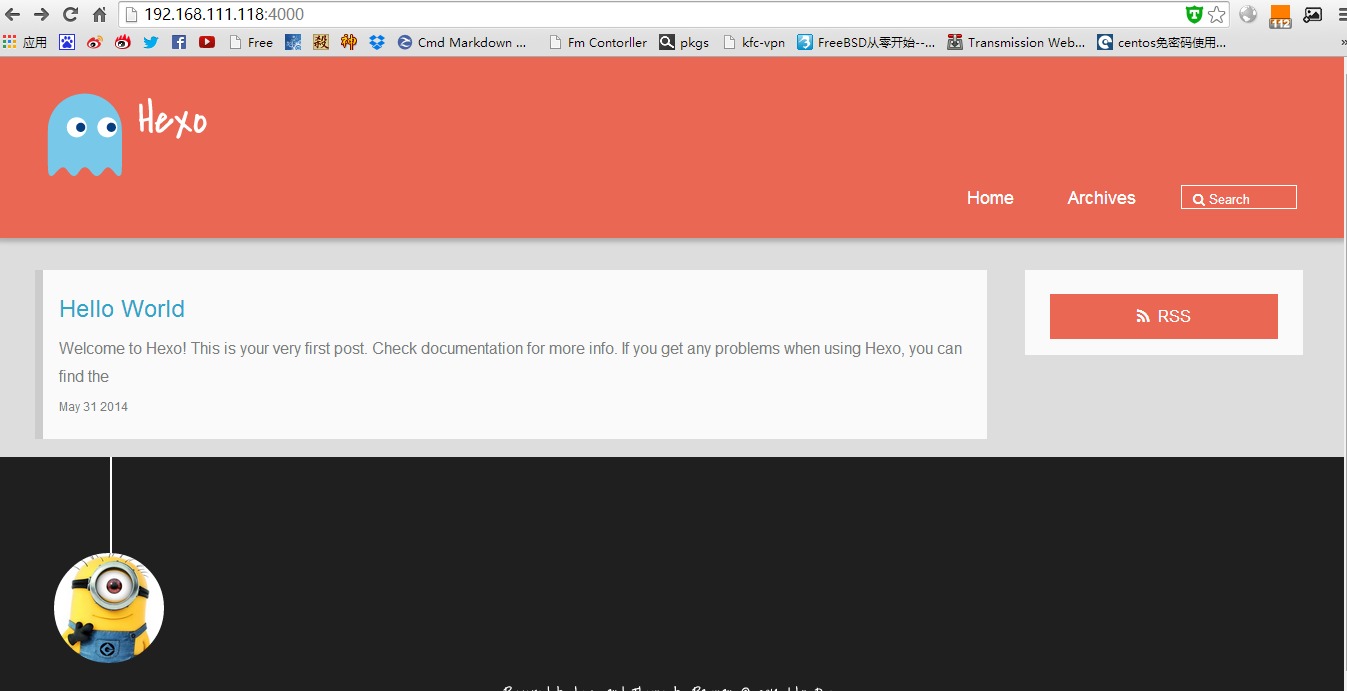 192.168.111.118:4000
112
应用 Free 殺 神 Cmd Markdown ... Fm Contorller pkgs kfc-vpn FreeBSD从零开始--... Transmission Web... centos免密码使用... »
Hexo
Home Archives Search
Hello World
RSS
Welcome to Hexo! This is your very first post. Check documentation for more info. If you get any problems when using Hexo, you can
find the
May 31 2014